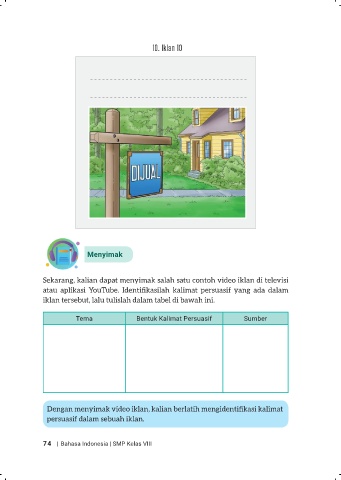 10. Iklan 10
DIJUAL
Menyimak
Sekarang, kalian dapat menyimak salah satu contoh video iklan di televisi
atau aplikasi YouTube. Identifikasilah kalimat persuasif yang ada dalam
iklan tersebut, lalu tulislah dalam tabel di bawah ini.
Tema Bentuk Kalimat Persuasif Sumber
Dengan menyimak video iklan, kalian berlatih mengidentifikasi kalimat
persuasif dalam sebuah iklan.
74 | Bahasa Indonesia | SMP Kelas VIII